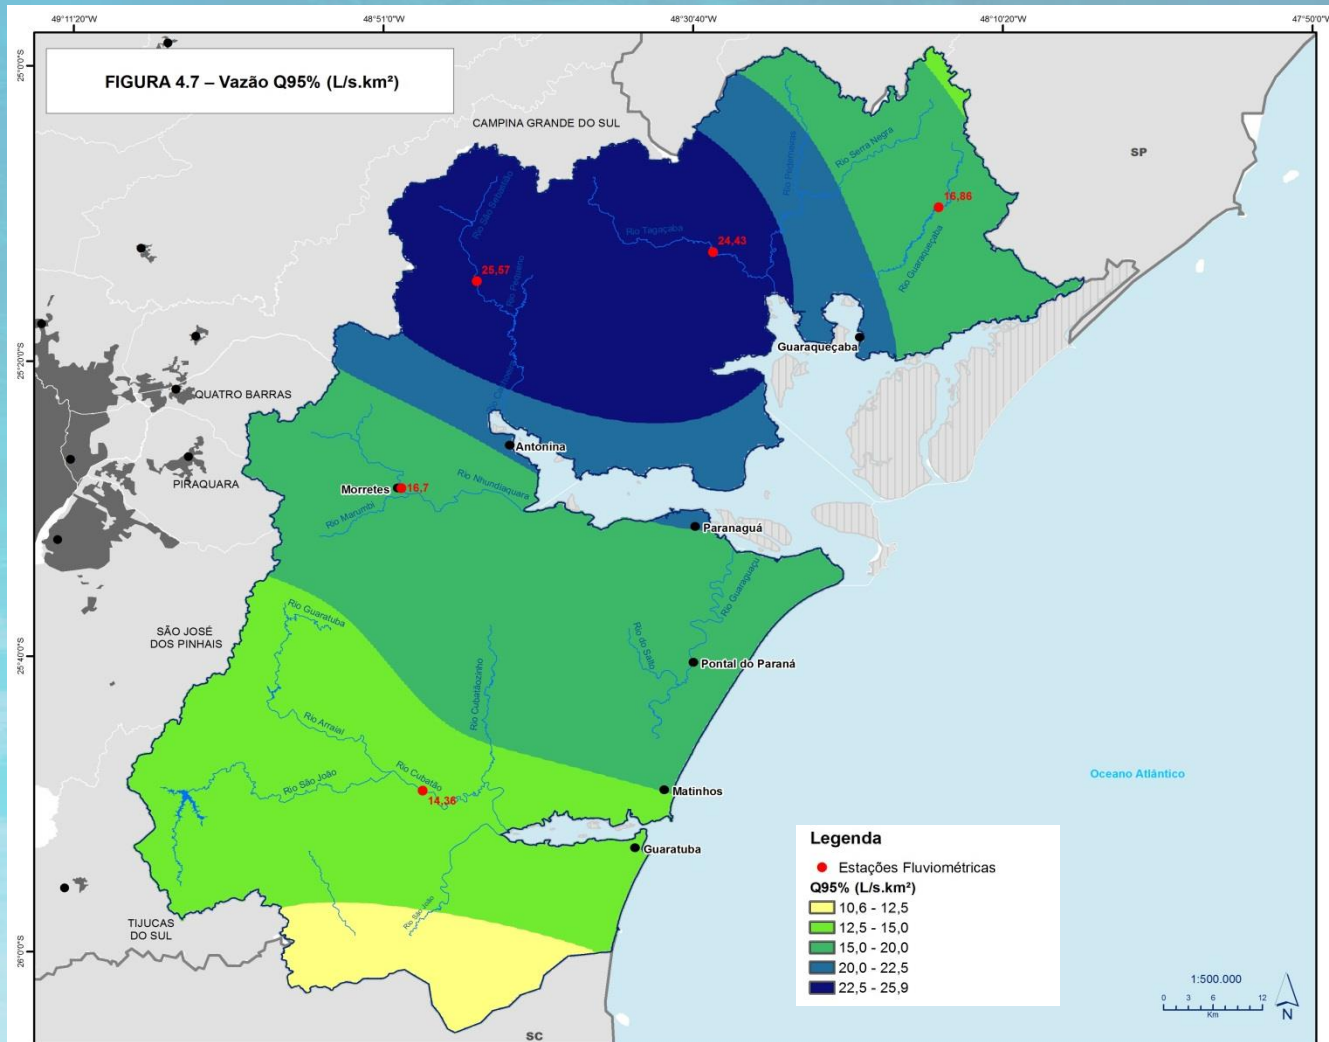 49°11'20"W
48°51'0"W
48°30'40"W
48°10'20"W
47°50'0"W
25°0'0"S
25°20'0"S
25°40'0"S
26°0'0"S
FIGURA 4.7 – Vazão Q95% (L/s.km²)
CAMPINA GRANDE DO SUL
SP
Rio Serra Negra
Rio São Sebastião
16,86
Rio Tagaçaba
24,43
Rio Guaraqueçaba
25,57
Rio Pequeno
Guaraqueçaba
QUATRO BARRAS
Antonina
PIRAQUARA
Morretes
16,7
Rio Nhundiaquara
Rio Marumbi
Paranaguá
Rio Guaraguaçu
Rio Guaratuba
SÃO JOSÉ
DOS PINHAIS
Rio do Salto
Pontal do Paraná
Rio Cubatãozinho
Rio Arraial
Rio São João
Rio Cubatão
14,36
Matinhos
Oceano Atlântico
Guaratuba
Rio São João
TIJUCAS
DO SUL
SC
Legenda
Estações Fluviométricas
Q95% (L/s.km²)
10,6 - 12,5
12,5 - 15,0
15,0 - 20,0
20,0 - 22,5
22,5 - 25,9
1:500.000
0 3 6 12
Km
N